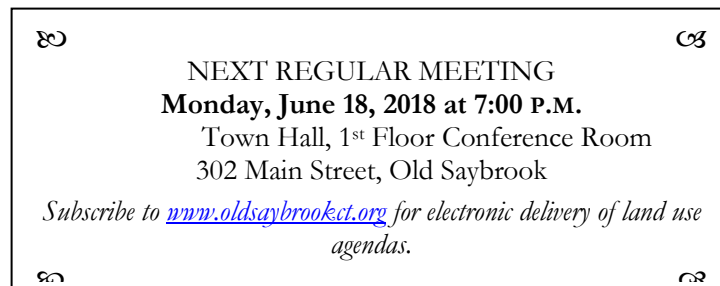 NEXT REGULAR MEETING
Monday, June 18, 2018 at 7:00 P.M.
Town Hall, 1st Floor Conference Room
302 Main Street, Old Saybrook
Subscribe to www.oldsaybrookct.org for electronic delivery of land use
agendas.